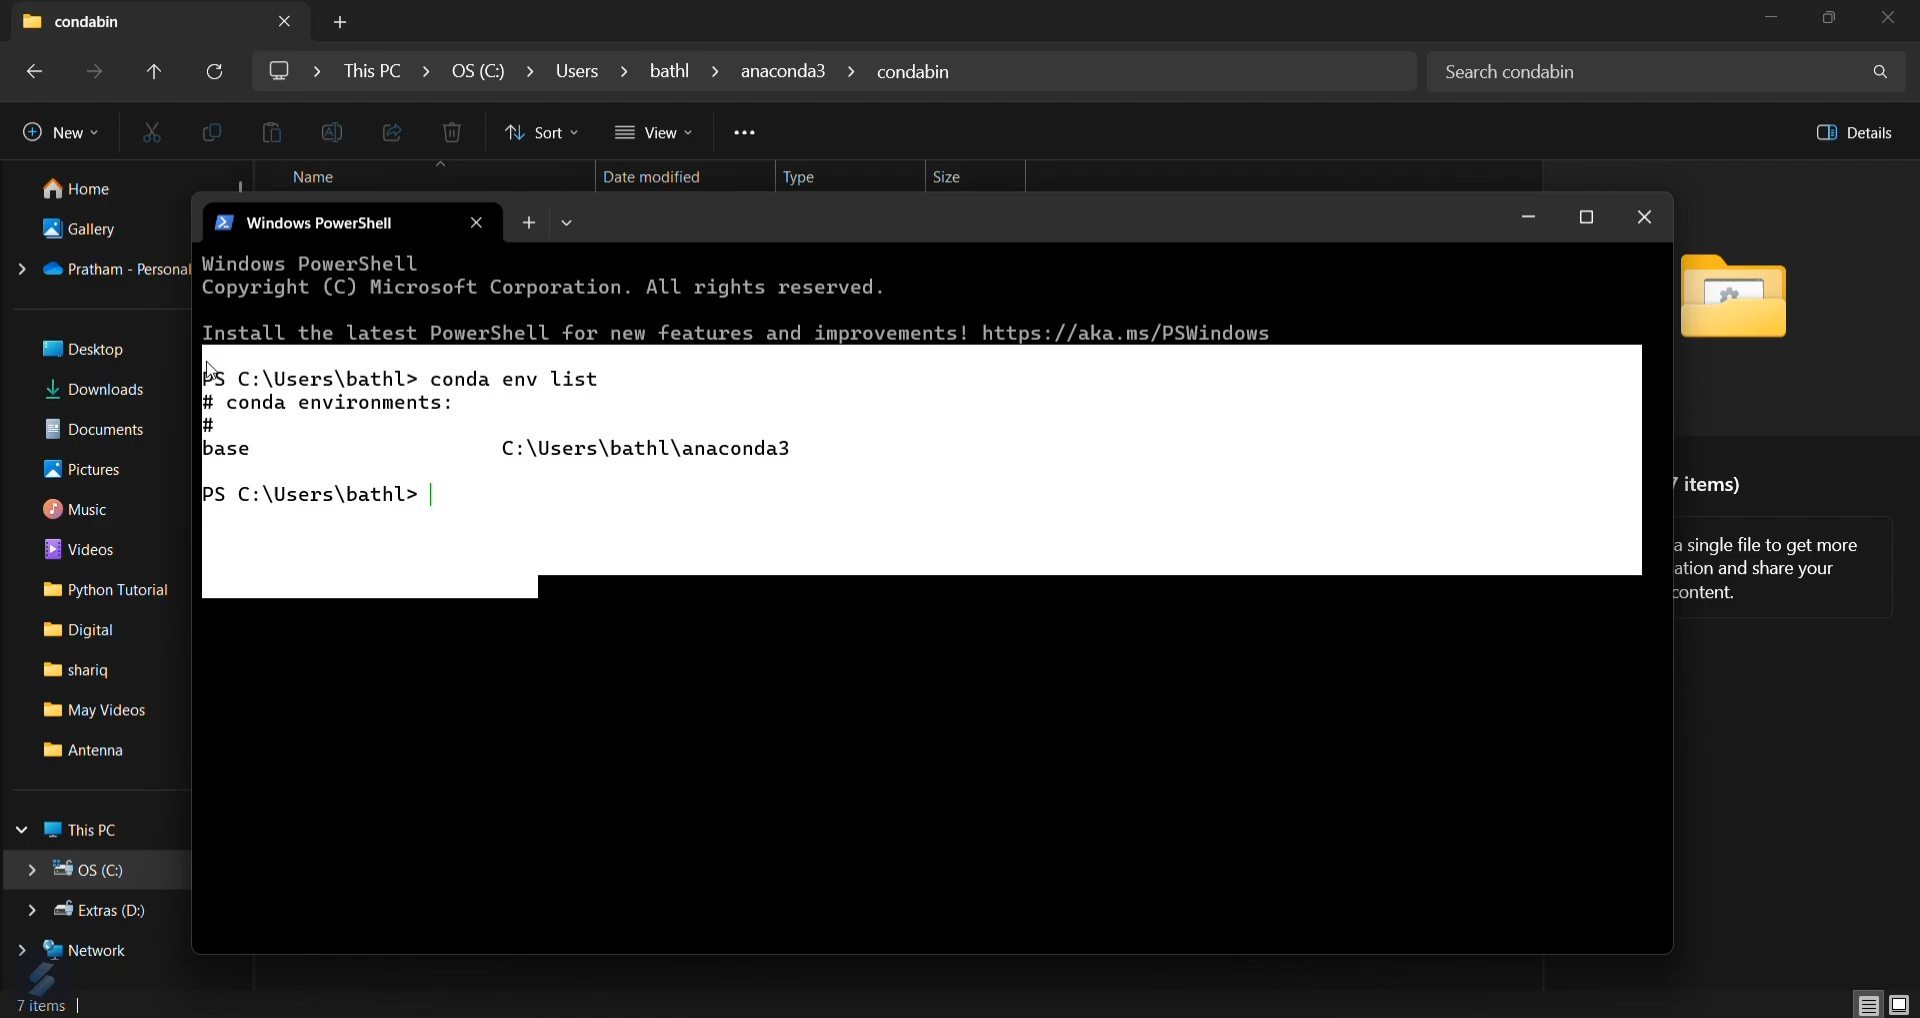 condabin
This PC > OS (C:) > Users > bathl > anaconda3 > condabin
Search condabin
New
Sort
View
Details
Name
Date modified
Type
Size
Home
Gallery
Pratham - Personal
Desktop
Downloads
Documents
Pictures
Music
Videos
Python Tutorial
Digital
shariq
May Videos
Antenna
This PC
OS (C:)
Extras (D:)
Network
7 items
Windows PowerShell
Windows PowerShell
Copyright (C) Microsoft Corporation. All rights reserved.
Install the latest PowerShell for new features and improvements! https://aka.ms/PSWindows
PS C:\Users\bathl> conda env list
# conda environments:
#
base                     C:\Users\bathl\anaconda3
PS C:\Users\bathl>
items)
a single file to get more
ation and share your
content.